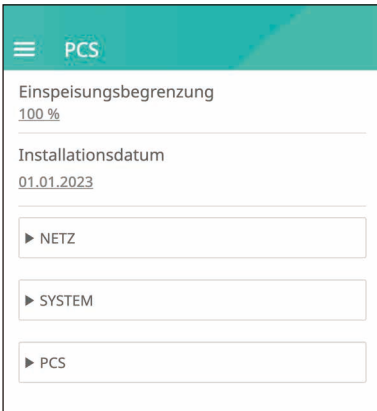 PCS
Einspeisungsbegrenzung
100 %
Installationsdatum
01.01.2023
NETZ
SYSTEM
PCS